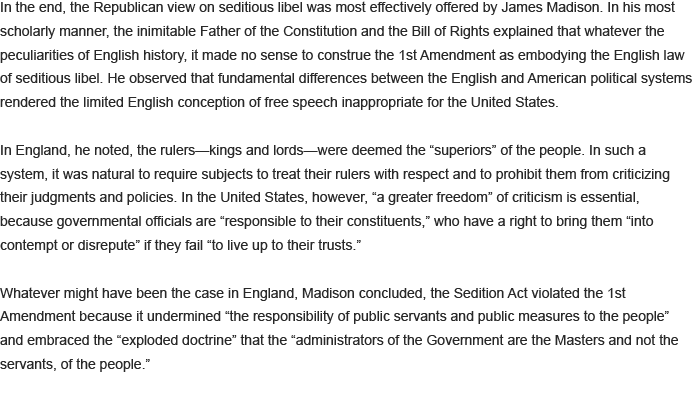 In the end, the Republican view on seditious libel was most effectively offered by James Madison. In his most
scholarly manner, the inimitable Father of the Constitution and the Bill of Rights explained that whatever the
peculiarities of English history, it made no sense to construe the 1st Amendment as embodying the English law
of seditious libel. He observed that fundamental differences between the English and American political systems
rendered the limited English conception of free speech inappropriate for the United States.

In England, he noted, the rulers—kings and lords—were deemed the “superiors” of the people. In such a
system, it was natural to require subjects to treat their rulers with respect and to prohibit them from criticizing
their judgments and policies. In the United States, however, “a greater freedom” of criticism is essential,
because governmental officials are “responsible to their constituents,” who have a right to bring them “into
contempt or disrepute” if they fail “to live up to their trusts.”

Whatever might have been the case in England, Madison concluded, the Sedition Act violated the 1st
Amendment because it undermined “the responsibility of public servants and public measures to the people”
and embraced the “exploded doctrine” that the “administrators of the Government are the Masters and not the
servants, of the people.”